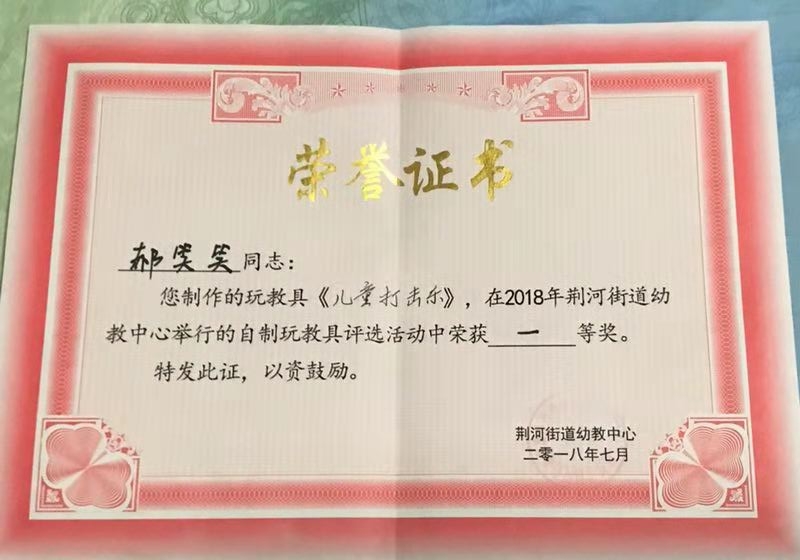 荣誉证书
郝笑笑同志：
您制作的玩教具《儿童打击乐》，在2018年荆河街道幼
教中心举行的自制玩教具评选活动中荣获一等奖。
特发此证，以资鼓励。
荆河街道幼教中心
二零一八年七月